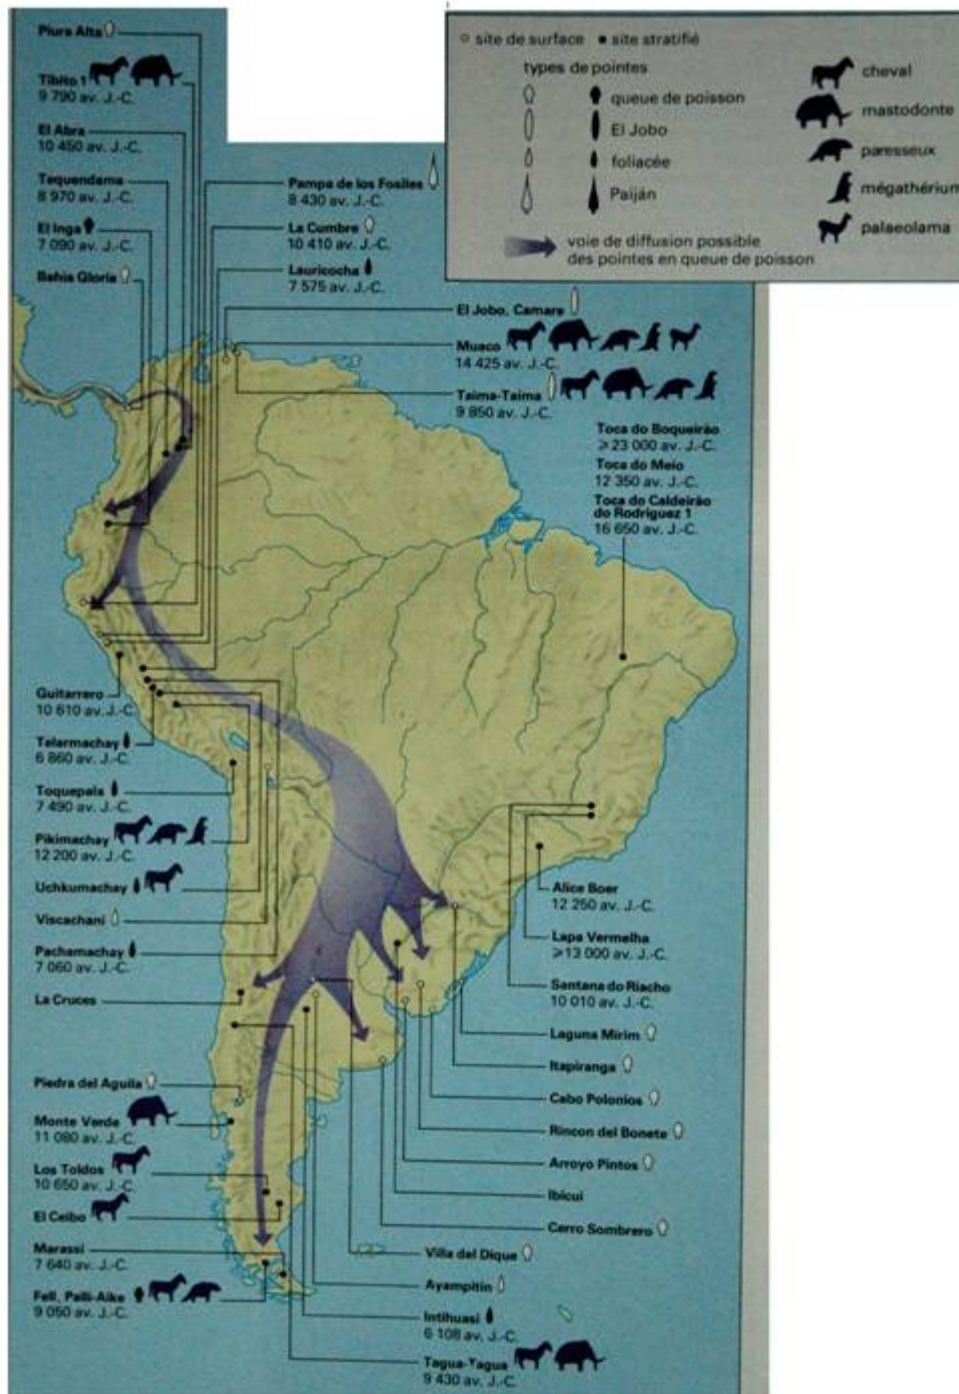 Piura Alta
Tibito 1
9 790 av. J.-C.
El Abra
10 450 av. J.-C.
Tequendama
8 970 av. J.-C.
El Inga
7 090 av. J.-C.
Bahia Gloria
Pampa de los Fosiles
8 430 av. J.-C.
La Cumbre
10 410 av. J.-C.
Lauricocha
7 575 av. J.-C.
site de surface site stratifié
types de pointes
queue de poisson
El Jobo
foliacée
Paiján
voie de diffusion possible
des pointes en queue de poisson
cheval
mastodonte
paresseux
mégathérium
palaeolama
El Jobo, Camare
Muaco
14 425 av. J.-C.
Taima-Taima
9 850 av. J.-C.
Toca do Boqueirão
≥ 23 000 av. J.-C.
Toca do Meio
12 350 av. J.-C.
Toca do Caldeirão
do Rodriguez 1
16 650 av. J.-C.
Guitarrero
10 610 av. J.-C.
Telarmachay
6 860 av. J.-C.
Toquepala
7 490 av. J.-C.
Pikimachay
12 200 av. J.-C.
Uchkumachay
Viscachani
Pachamachay
7 060 av. J.-C.
La Cruces
Piedra del Aguila
Monte Verde
11 080 av. J.-C.
Los Toldos
10 650 av. J.-C.
El Ceibo
Marassi
7 640 av. J.-C.
Fell, Palli-Aike
9 050 av. J.-C.
Alice Boer
12 250 av. J.-C.
Lapa Vermelha
≥ 13 000 av. J.-C.
Santana do Riacho
10 010 av. J.-C.
Laguna Mirim
Itapiranga
Cabo Polonios
Rincon del Bonete
Arroyo Pintos
Ibicui
Cerro Sombrero
Villa del Dique
Ayampitin
Intihuasi
6 108 av. J.-C.
Tagua-Tagua
9 430 av. J.-C.